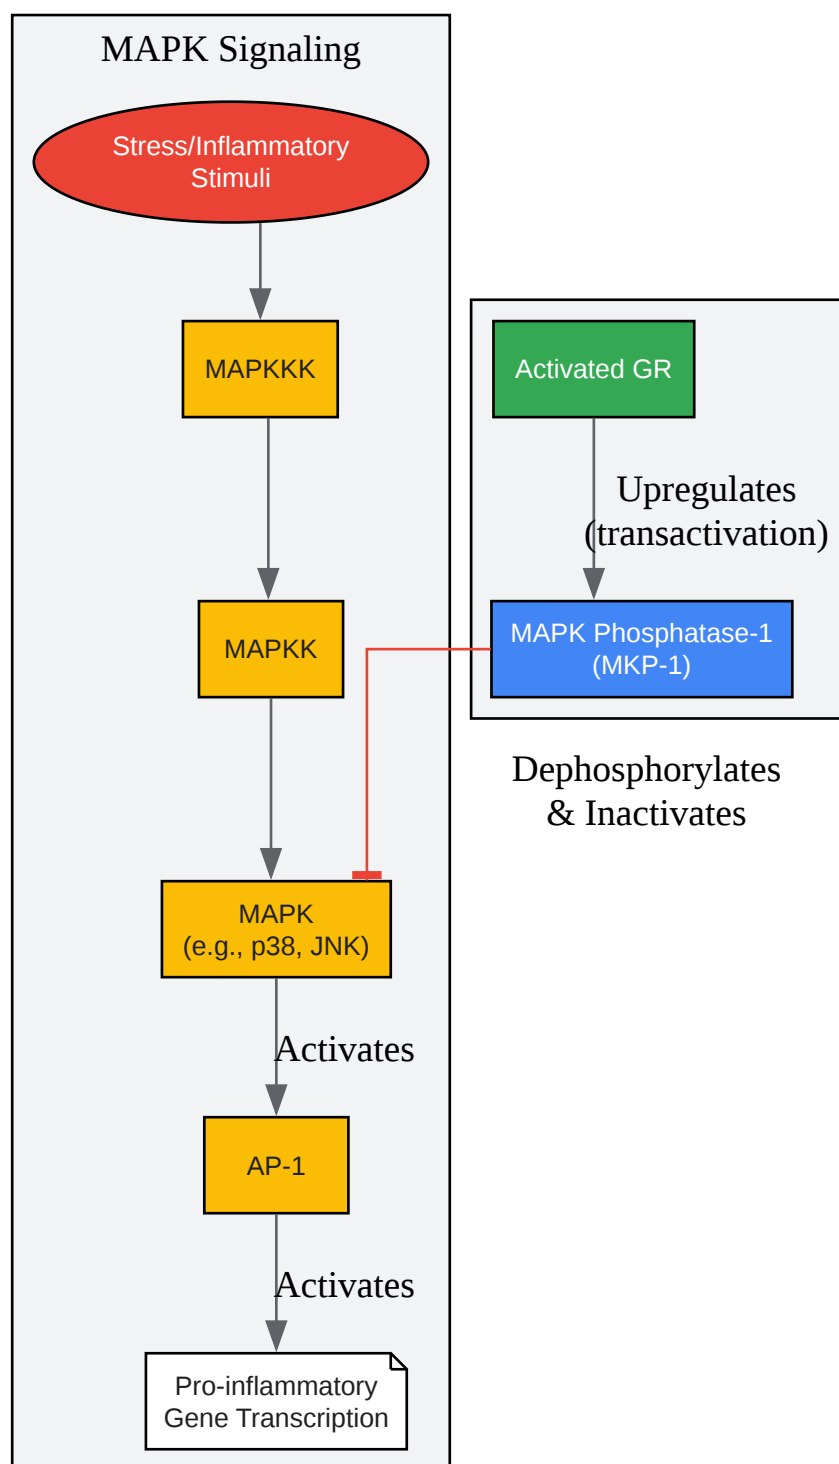 MAPK Signaling
Stress/Inflammatory
Stimuli
MAPKKK
Activated GR
Upregulates
(transactivation)
MAPKK
MAPK Phosphatase-1
(MKP-1)
Dephosphorylates
& Inactivates
MAPK
(e.g., p38, JNK)
Activates
AP-1
Activates
Pro-inflammatory
Gene Transcription